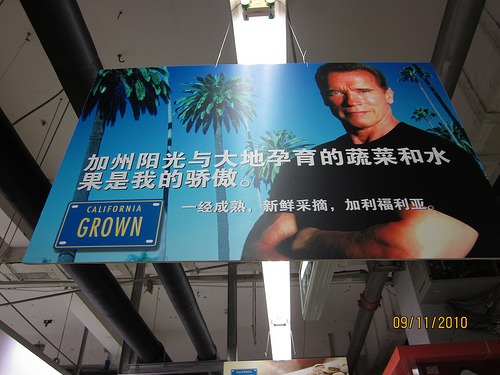 加州阳光与大地孕育的蔬菜和水
果是我的骄傲。
一经成熟，新鲜采摘，加利福利亚。
CALIFORNIA
GROWN
09/11/2010